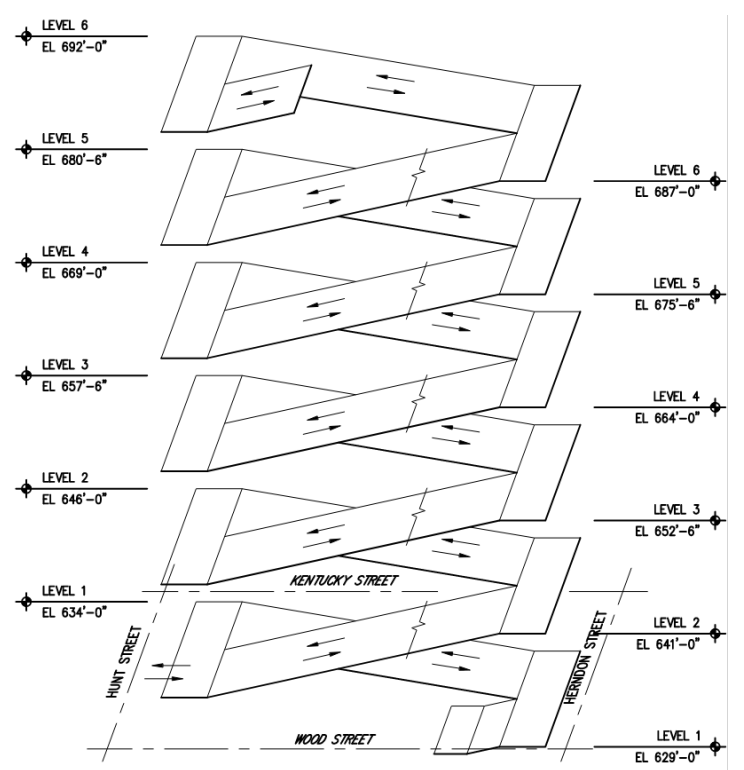 LEVEL 6
EL 692'-0"
LEVEL 5
EL 680'-6"
LEVEL 6
EL 687'-0"
LEVEL 4
EL 669'-0"
LEVEL 5
EL 675'-6"
LEVEL 3
EL 657'-6"
LEVEL 4
EL 664'-0"
LEVEL 2
EL 646'-0"
LEVEL 3
EL 652'-6"
KENTUCKY STREET
LEVEL 1
EL 634'-0"
LEVEL 2
EL 641'-0"
HUNT STREET
HERNDON STREET
WOOD STREET
LEVEL 1
EL 629'-0"